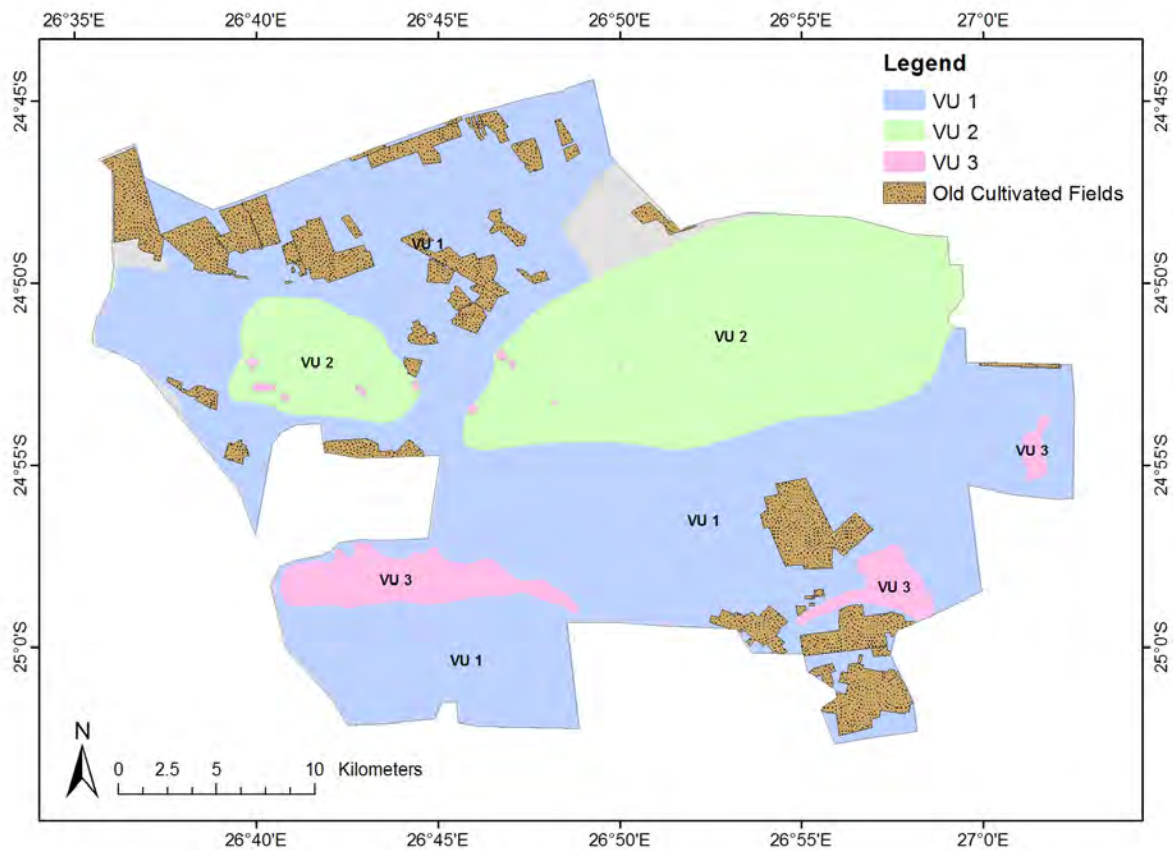 26°35'E 26°40'E 26°45'E 26°50'E 26°55'E 27°0'E
Legend
VU 1
VU 2
VU 3
Old Cultivated Fields
24°45'S
24°45'S
VU 1
24°50'S
24°50'S
VU 2
VU 2
24°55'S
24°55'S
VU 3
VU 1
VU 3
VU 3
25°0'S
25°0'S
VU 1
N
0 2.5 5 10 Kilometers
26°40'E 26°45'E 26°50'E 26°55'E 27°0'E